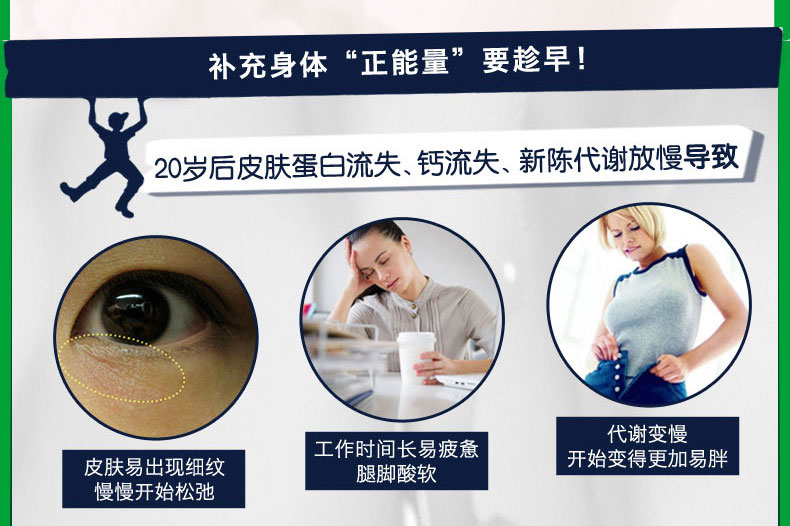 补充身体“正能量”要趁早！
20岁后皮肤蛋白流失、钙流失、新陈代谢放慢导致
皮肤易出现细纹
慢慢开始松弛
工作时间长易疲惫
腿脚酸软
代谢变慢
开始变得更加易胖